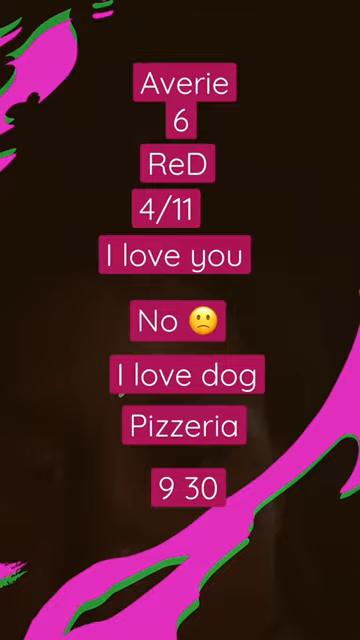 Averie
6
ReD
4/11
I love you
No 🙁
I love dog
Pizzeria
9 30